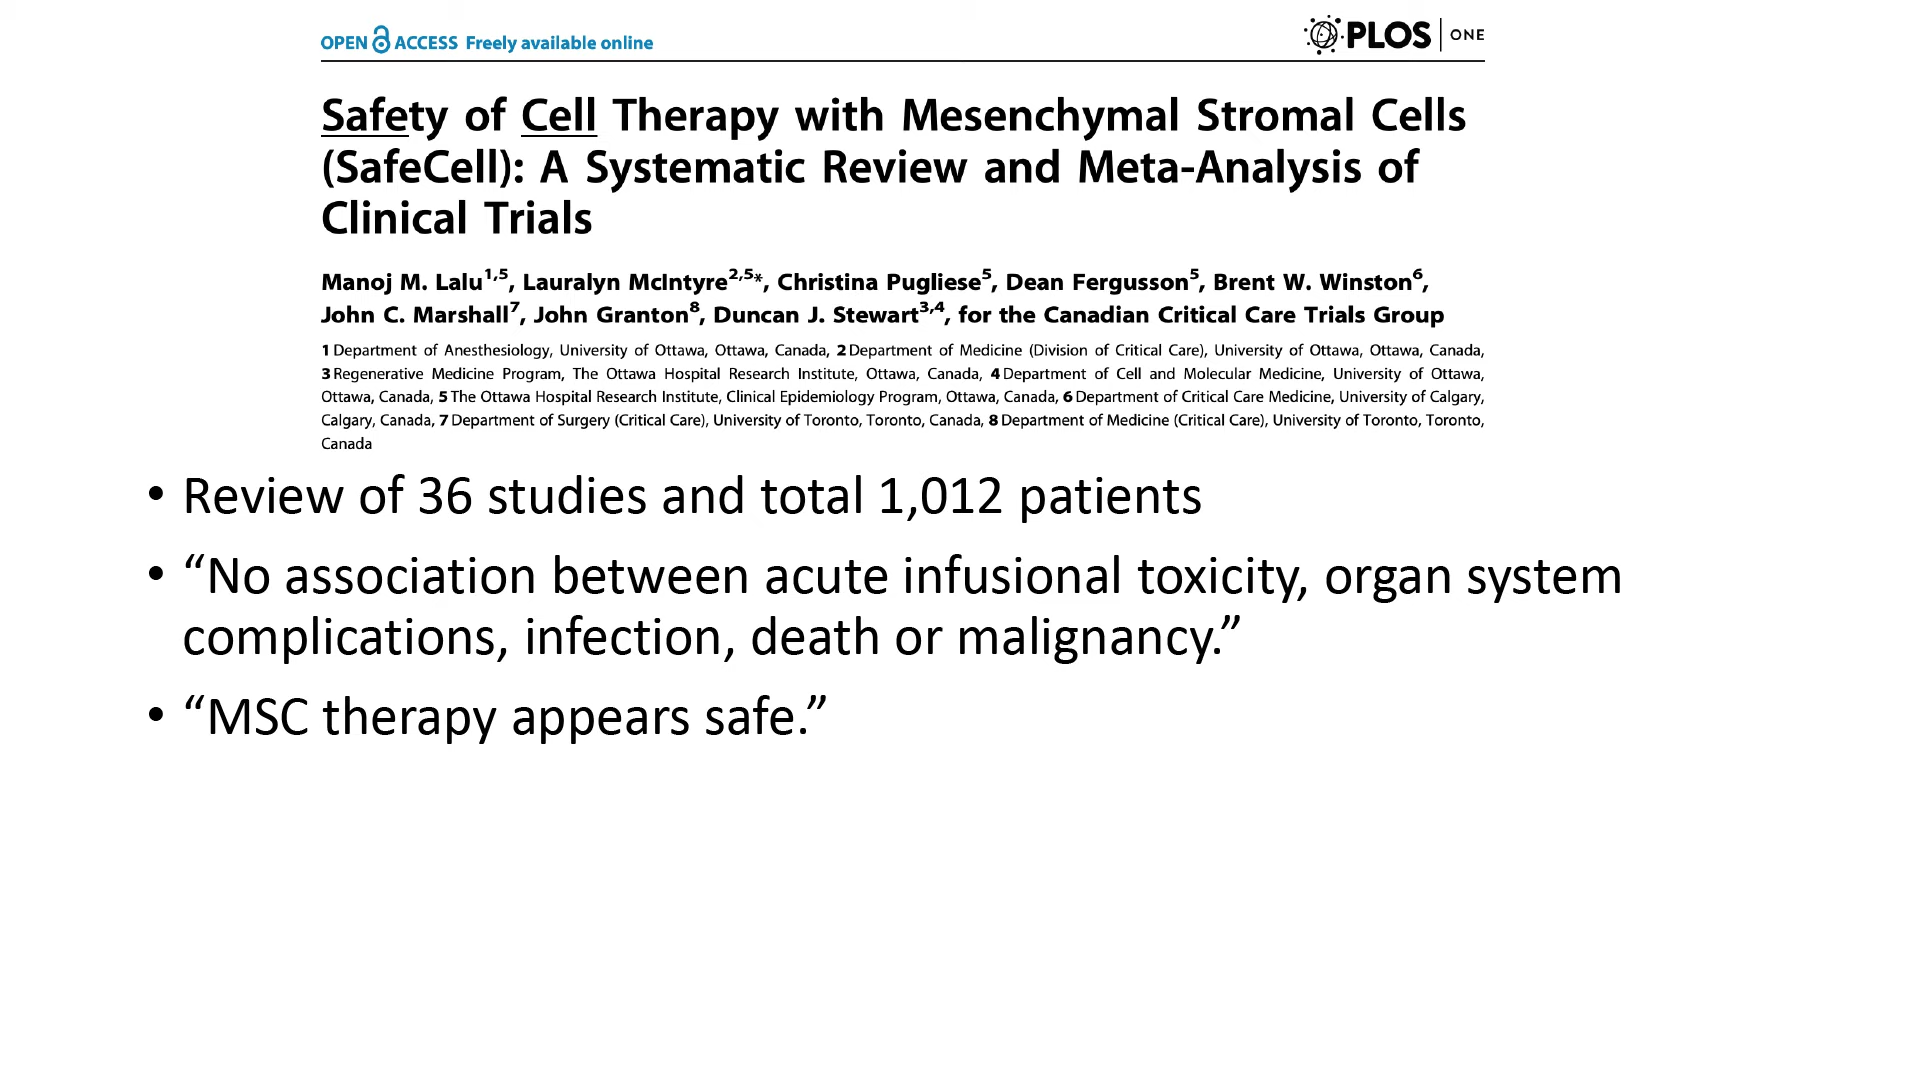 OPEN ACCESS Freely available online
PLOS ONE
Safety of Cell Therapy with Mesenchymal Stromal Cells
(SafeCell): A Systematic Review and Meta-Analysis of
Clinical Trials
Manoj M. Lalu1,5, Lauralyn McIntyre2,5*, Christina Pugliese5, Dean Fergusson5, Brent W. Winston6,
John C. Marshall7, John Granton8, Duncan J. Stewart3,4, for the Canadian Critical Care Trials Group
1 Department of Anesthesiology, University of Ottawa, Ottawa, Canada, 2 Department of Medicine (Division of Critical Care), University of Ottawa, Ottawa, Canada,
3 Regenerative Medicine Program, The Ottawa Hospital Research Institute, Ottawa, Canada, 4 Department of Cell and Molecular Medicine, University of Ottawa,
Ottawa, Canada, 5 The Ottawa Hospital Research Institute, Clinical Epidemiology Program, Ottawa, Canada, 6 Department of Critical Care Medicine, University of Calgary,
Calgary, Canada, 7 Department of Surgery (Critical Care), University of Toronto, Toronto, Canada, 8 Department of Medicine (Critical Care), University of Toronto, Toronto,
Canada
• Review of 36 studies and total 1,012 patients
• “No association between acute infusional toxicity, organ system
complications, infection, death or malignancy.”
• “MSC therapy appears safe.”